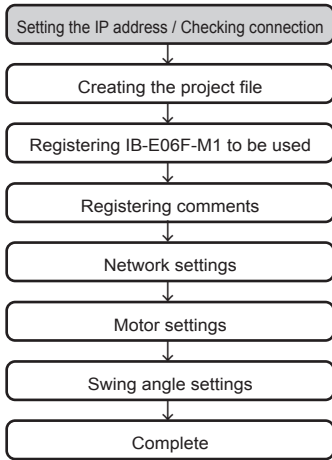 Setting the IP address / Checking connection
Creating the project file
Registering IB-E06F-M1 to be used
Registering comments
Network settings
Motor settings
Swing angle settings
Complete